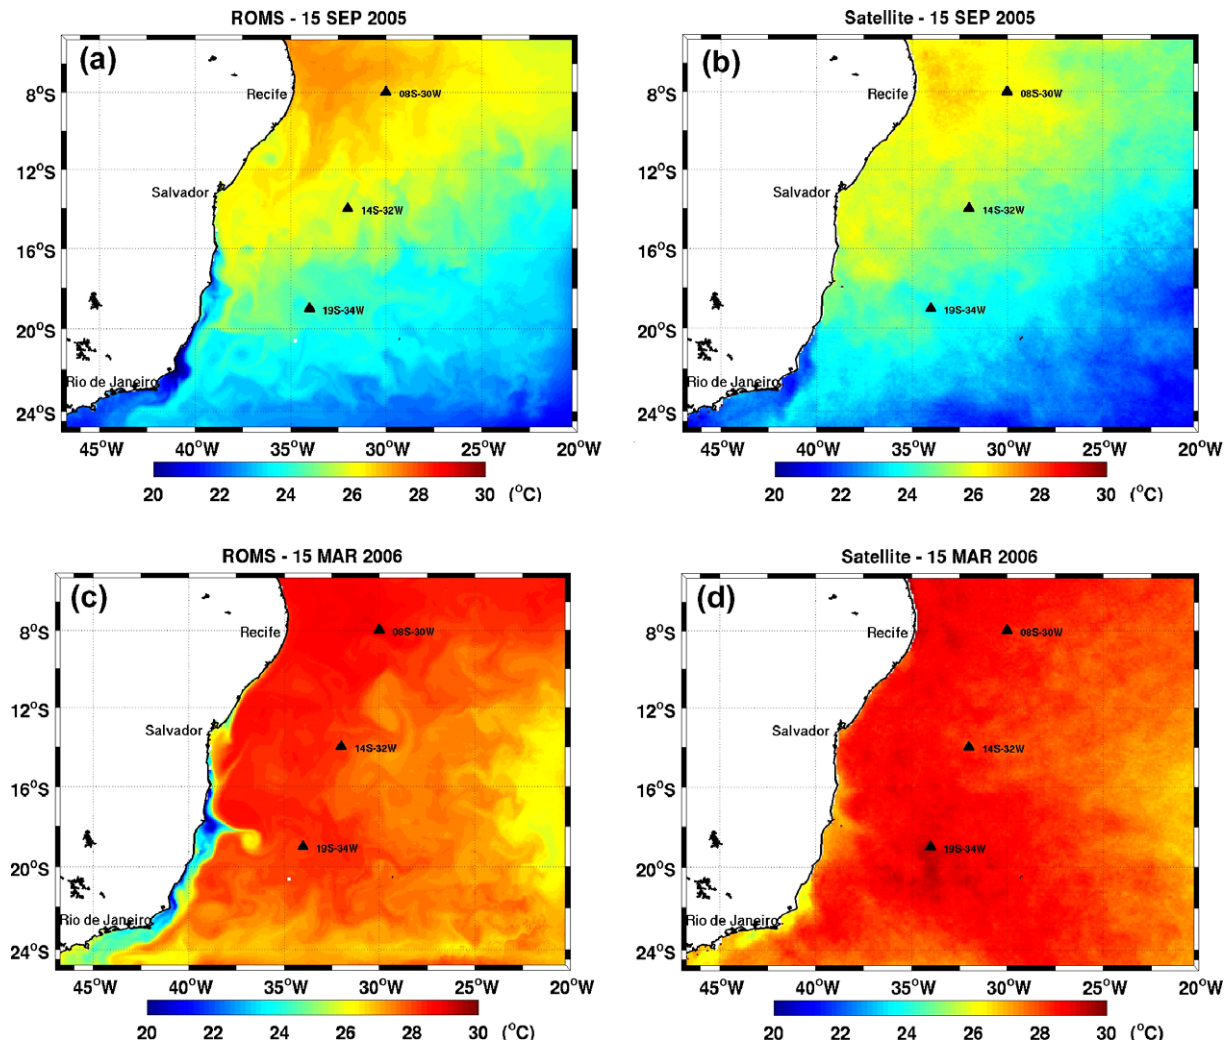 ROMS - 15 SEP 2005
(a)
Recife
08S-30W
Salvador
14S-32W
19S-34W
Rio de Janeiro
8°S
12°S
16°S
20°S
24°S
45°W 40°W 35°W 30°W 25°W 20°W
20 22 24 26 28 30 (°C)
Satellite - 15 SEP 2005
(b)
Recife
08S-30W
Salvador
14S-32W
19S-34W
Rio de Janeiro
8°S
12°S
16°S
20°S
24°S
45°W 40°W 35°W 30°W 25°W 20°W
20 22 24 26 28 30 (°C)
ROMS - 15 MAR 2006
(c)
Recife
08S-30W
Salvador
14S-32W
19S-34W
Rio de Janeiro
8°S
12°S
16°S
20°S
24°S
45°W 40°W 35°W 30°W 25°W 20°W
20 22 24 26 28 30 (°C)
Satellite - 15 MAR 2006
(d)
Recife
08S-30W
Salvador
14S-32W
19S-34W
Rio de Janeiro
8°S
12°S
16°S
20°S
24°S
45°W 40°W 35°W 30°W 25°W 20°W
20 22 24 26 28 30 (°C)